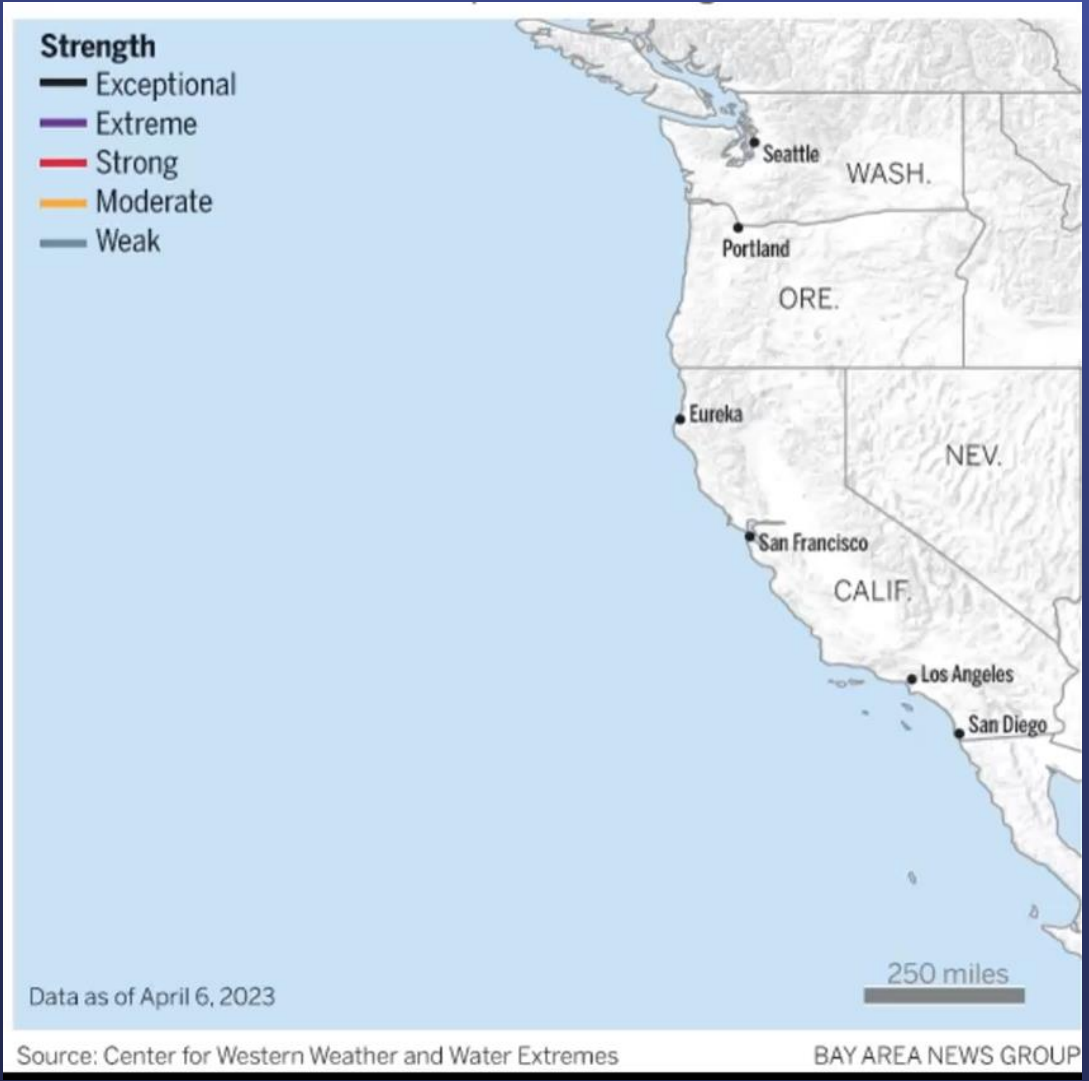 Strength
Exceptional
Extreme
Strong
Moderate
Weak
Seattle
WASH.
Portland
ORE.
Eureka
NEV.
San Francisco
CALIF.
Los Angeles
San Diego
250 miles
Data as of April 6, 2023
Source: Center for Western Weather and Water Extremes
BAY AREA NEWS GROUP